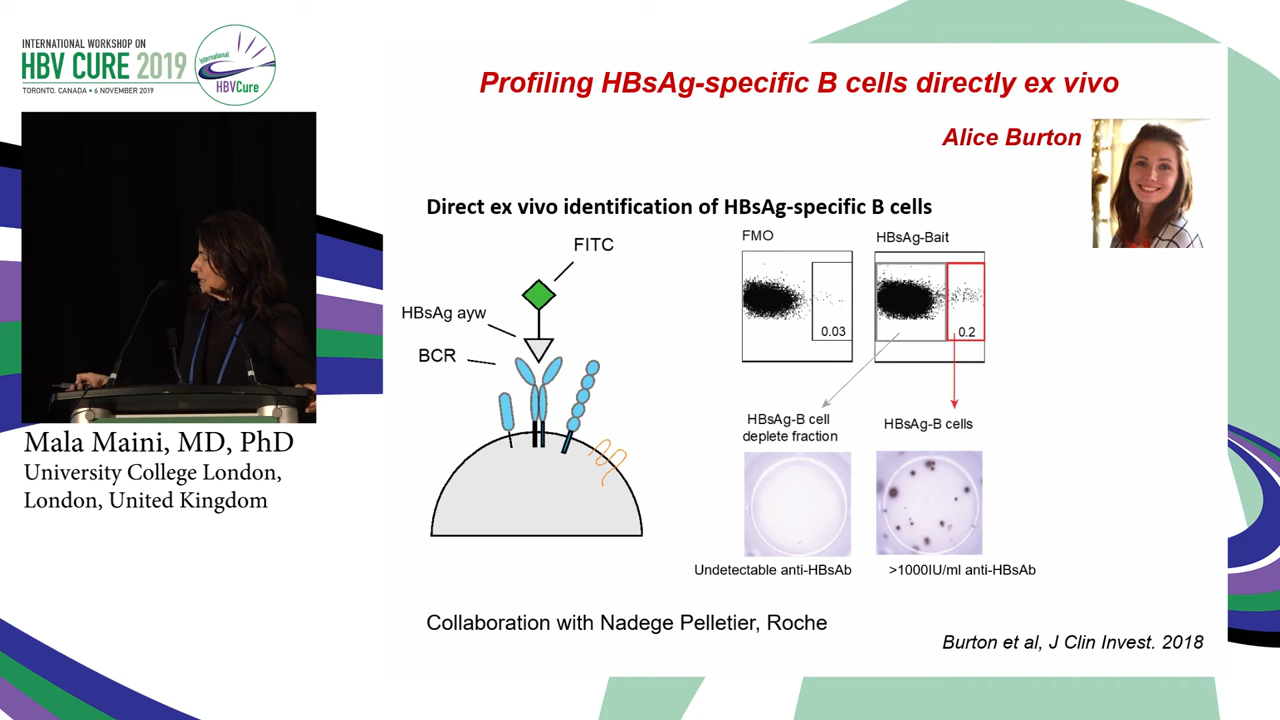 INTERNATIONAL WORKSHOP ON
HBV CURE 2019
TORONTO, CANADA • 6 NOVEMBER 2019
International
HBVCure
Mala Maini, MD, PhD
University College London,
London, United Kingdom
Profiling HBsAg-specific B cells directly ex vivo
Alice Burton
Direct ex vivo identification of HBsAg-specific B cells
FITC
HBsAg ayw
BCR
FMO
HBsAg-Bait
0.03
0.2
HBsAg-B cell
deplete fraction
HBsAg-B cells
Undetectable anti-HBsAb
>1000IU/ml anti-HBsAb
Collaboration with Nadege Pelletier, Roche
Burton et al, J Clin Invest. 2018